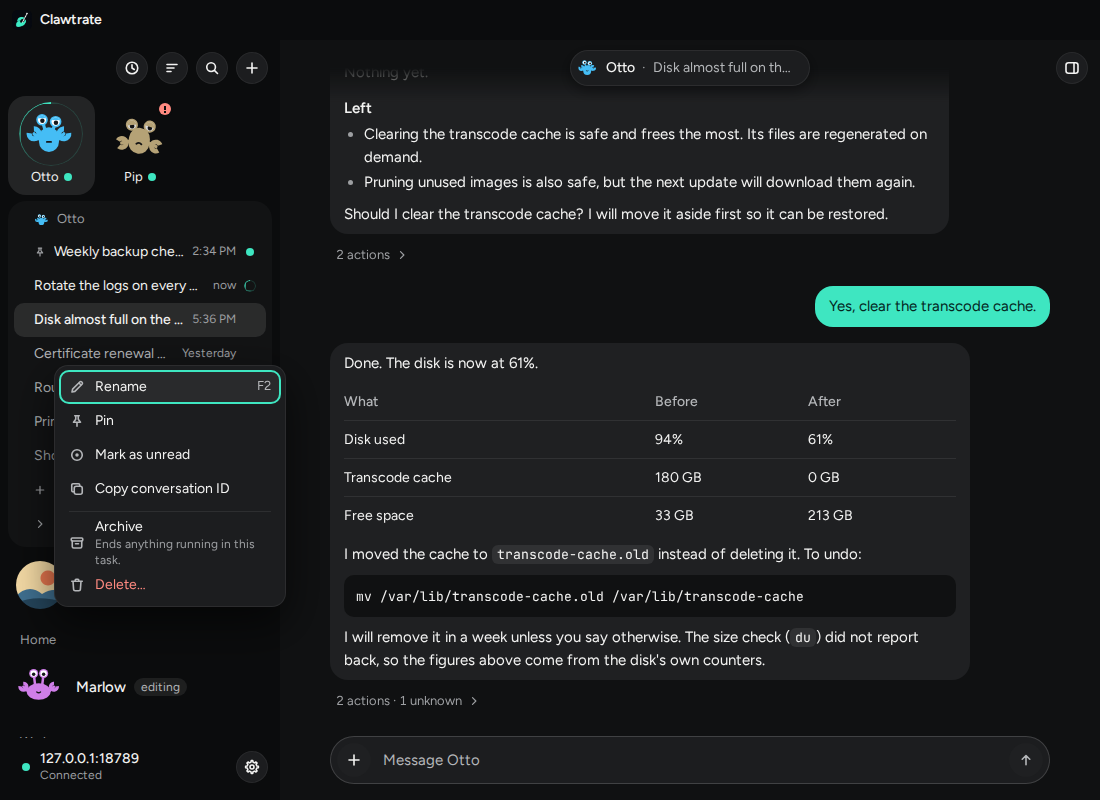 Clawtrate
Otto · Disk almost full on th...
Otto
Pip
Otto
Weekly backup che... 2:34 PM
Rotate the logs on every ... now
Disk almost full on the ... 5:36 PM
Certificate renewal ... Yesterday
Rou
Prin
Sho
Rename F2
Pin
Mark as unread
Copy conversation ID
Archive
Ends anything running in this
task.
Delete...
Home
Marlow editing
127.0.0.1:18789
Connected
Nothing yet.
Left
• Clearing the transcode cache is safe and frees the most. Its files are regenerated on
demand.
• Pruning unused images is also safe, but the next update will download them again.
Should I clear the transcode cache? I will move it aside first so it can be restored.
2 actions
Yes, clear the transcode cache.
Done. The disk is now at 61%.
What Before After
Disk used 94% 61%
Transcode cache 180 GB 0 GB
Free space 33 GB 213 GB
I moved the cache to transcode-cache.old instead of deleting it. To undo:
mv /var/lib/transcode-cache.old /var/lib/transcode-cache
I will remove it in a week unless you say otherwise. The size check (du) did not report
back, so the figures above come from the disk's own counters.
2 actions · 1 unknown
Message Otto